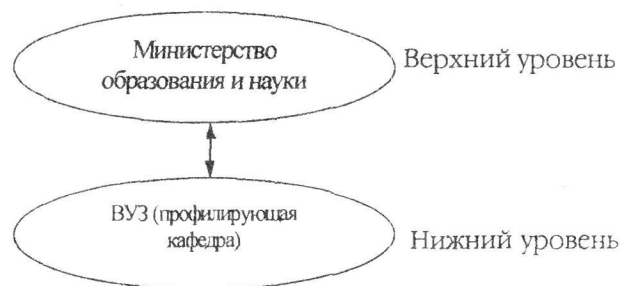 Министерство
образования и науки
Верхний уровень
ВУЗ (профилирующая
кафедра)
Нижний уровень